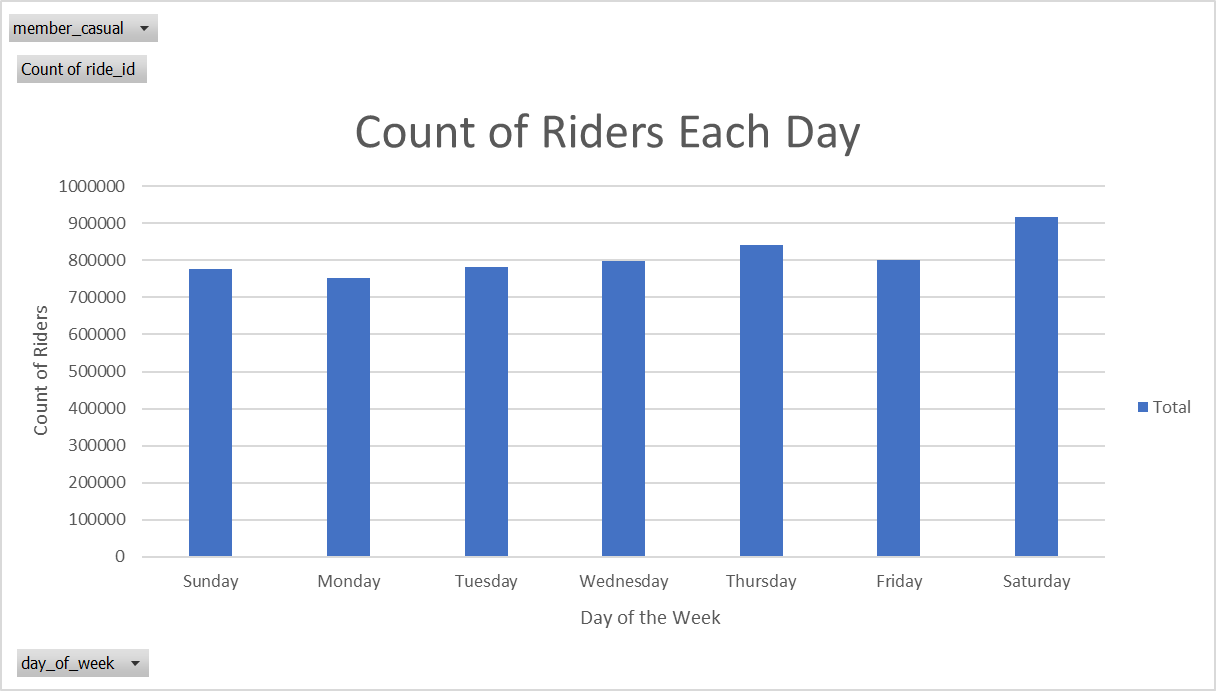 member_casual
Count of ride_id
Count of Riders Each Day
1000000
900000
800000
700000
600000
500000
400000
300000
200000
100000
0
Count of Riders
Sunday Monday Tuesday Wednesday Thursday Friday Saturday
Day of the Week
Total
day_of_week